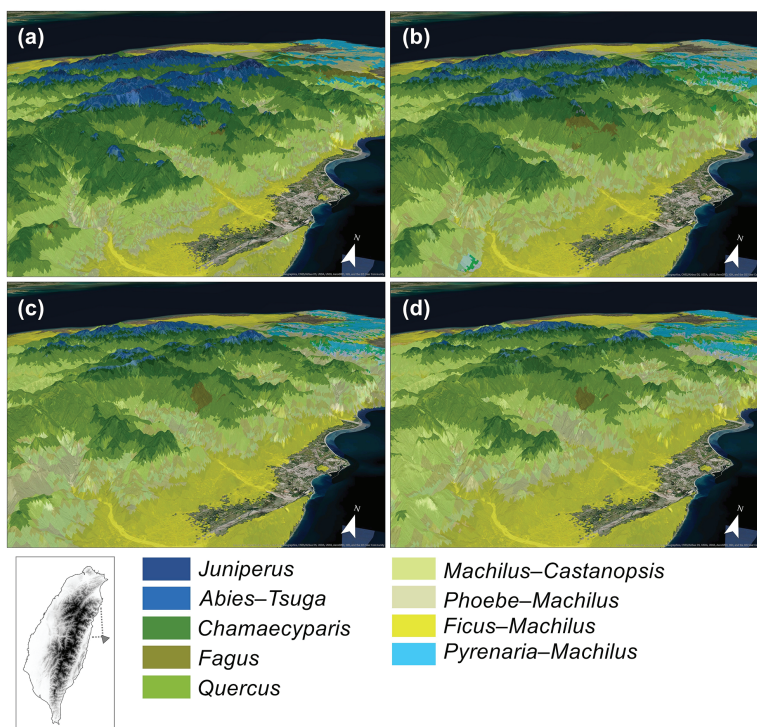 (a)
(b)
N
N
(c)
(d)
N
N
Juniperus
Abies–Tsuga
Chamaecyparis
Fagus
Quercus
Machilus–Castanopsis
Phoebe–Machilus
Ficus–Machilus
Pyrenaria–Machilus